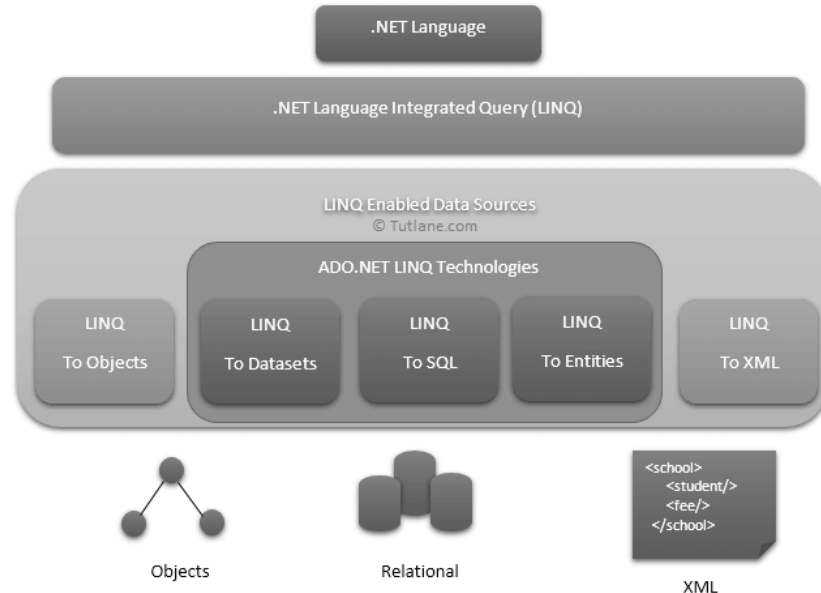 .NET Language
.NET Language Integrated Query (LINQ)
LINQ Enabled Data Sources
© Tutlane.com
ADO.NET LINQ Technologies
LINQ
To Objects
LINQ
To Datasets
LINQ
To SQL
LINQ
To Entities
LINQ
To XML
Objects
Relational
<school>
<student/>
<fee/>
</school>
XML